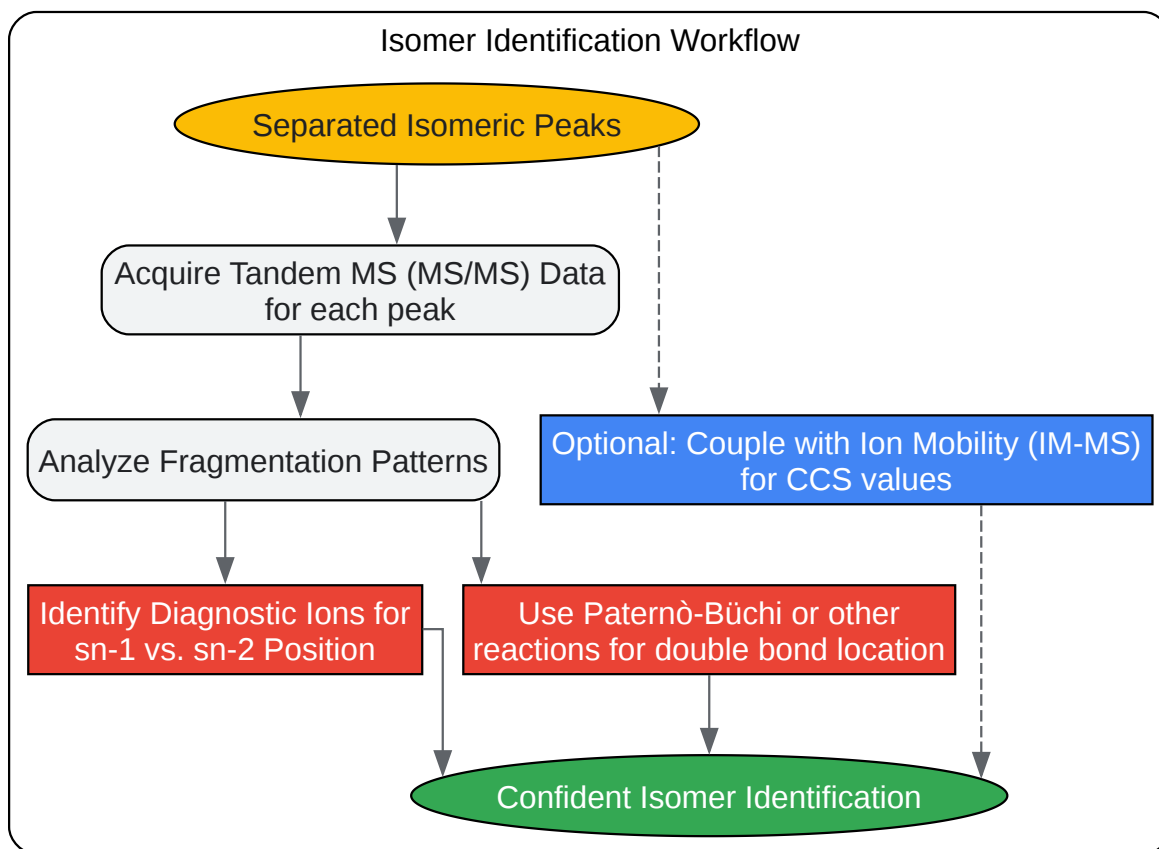 Isomer Identification Workflow
Separated Isomeric Peaks
Acquire Tandem MS (MS/MS) Data
for each peak
Analyze Fragmentation Patterns
Optional: Couple with Ion Mobility (IM-MS)
for CCS values
Identify Diagnostic Ions for
sn-1 vs. sn-2 Position
Use Paternò-Büchi or other
reactions for double bond location
Confident Isomer Identification